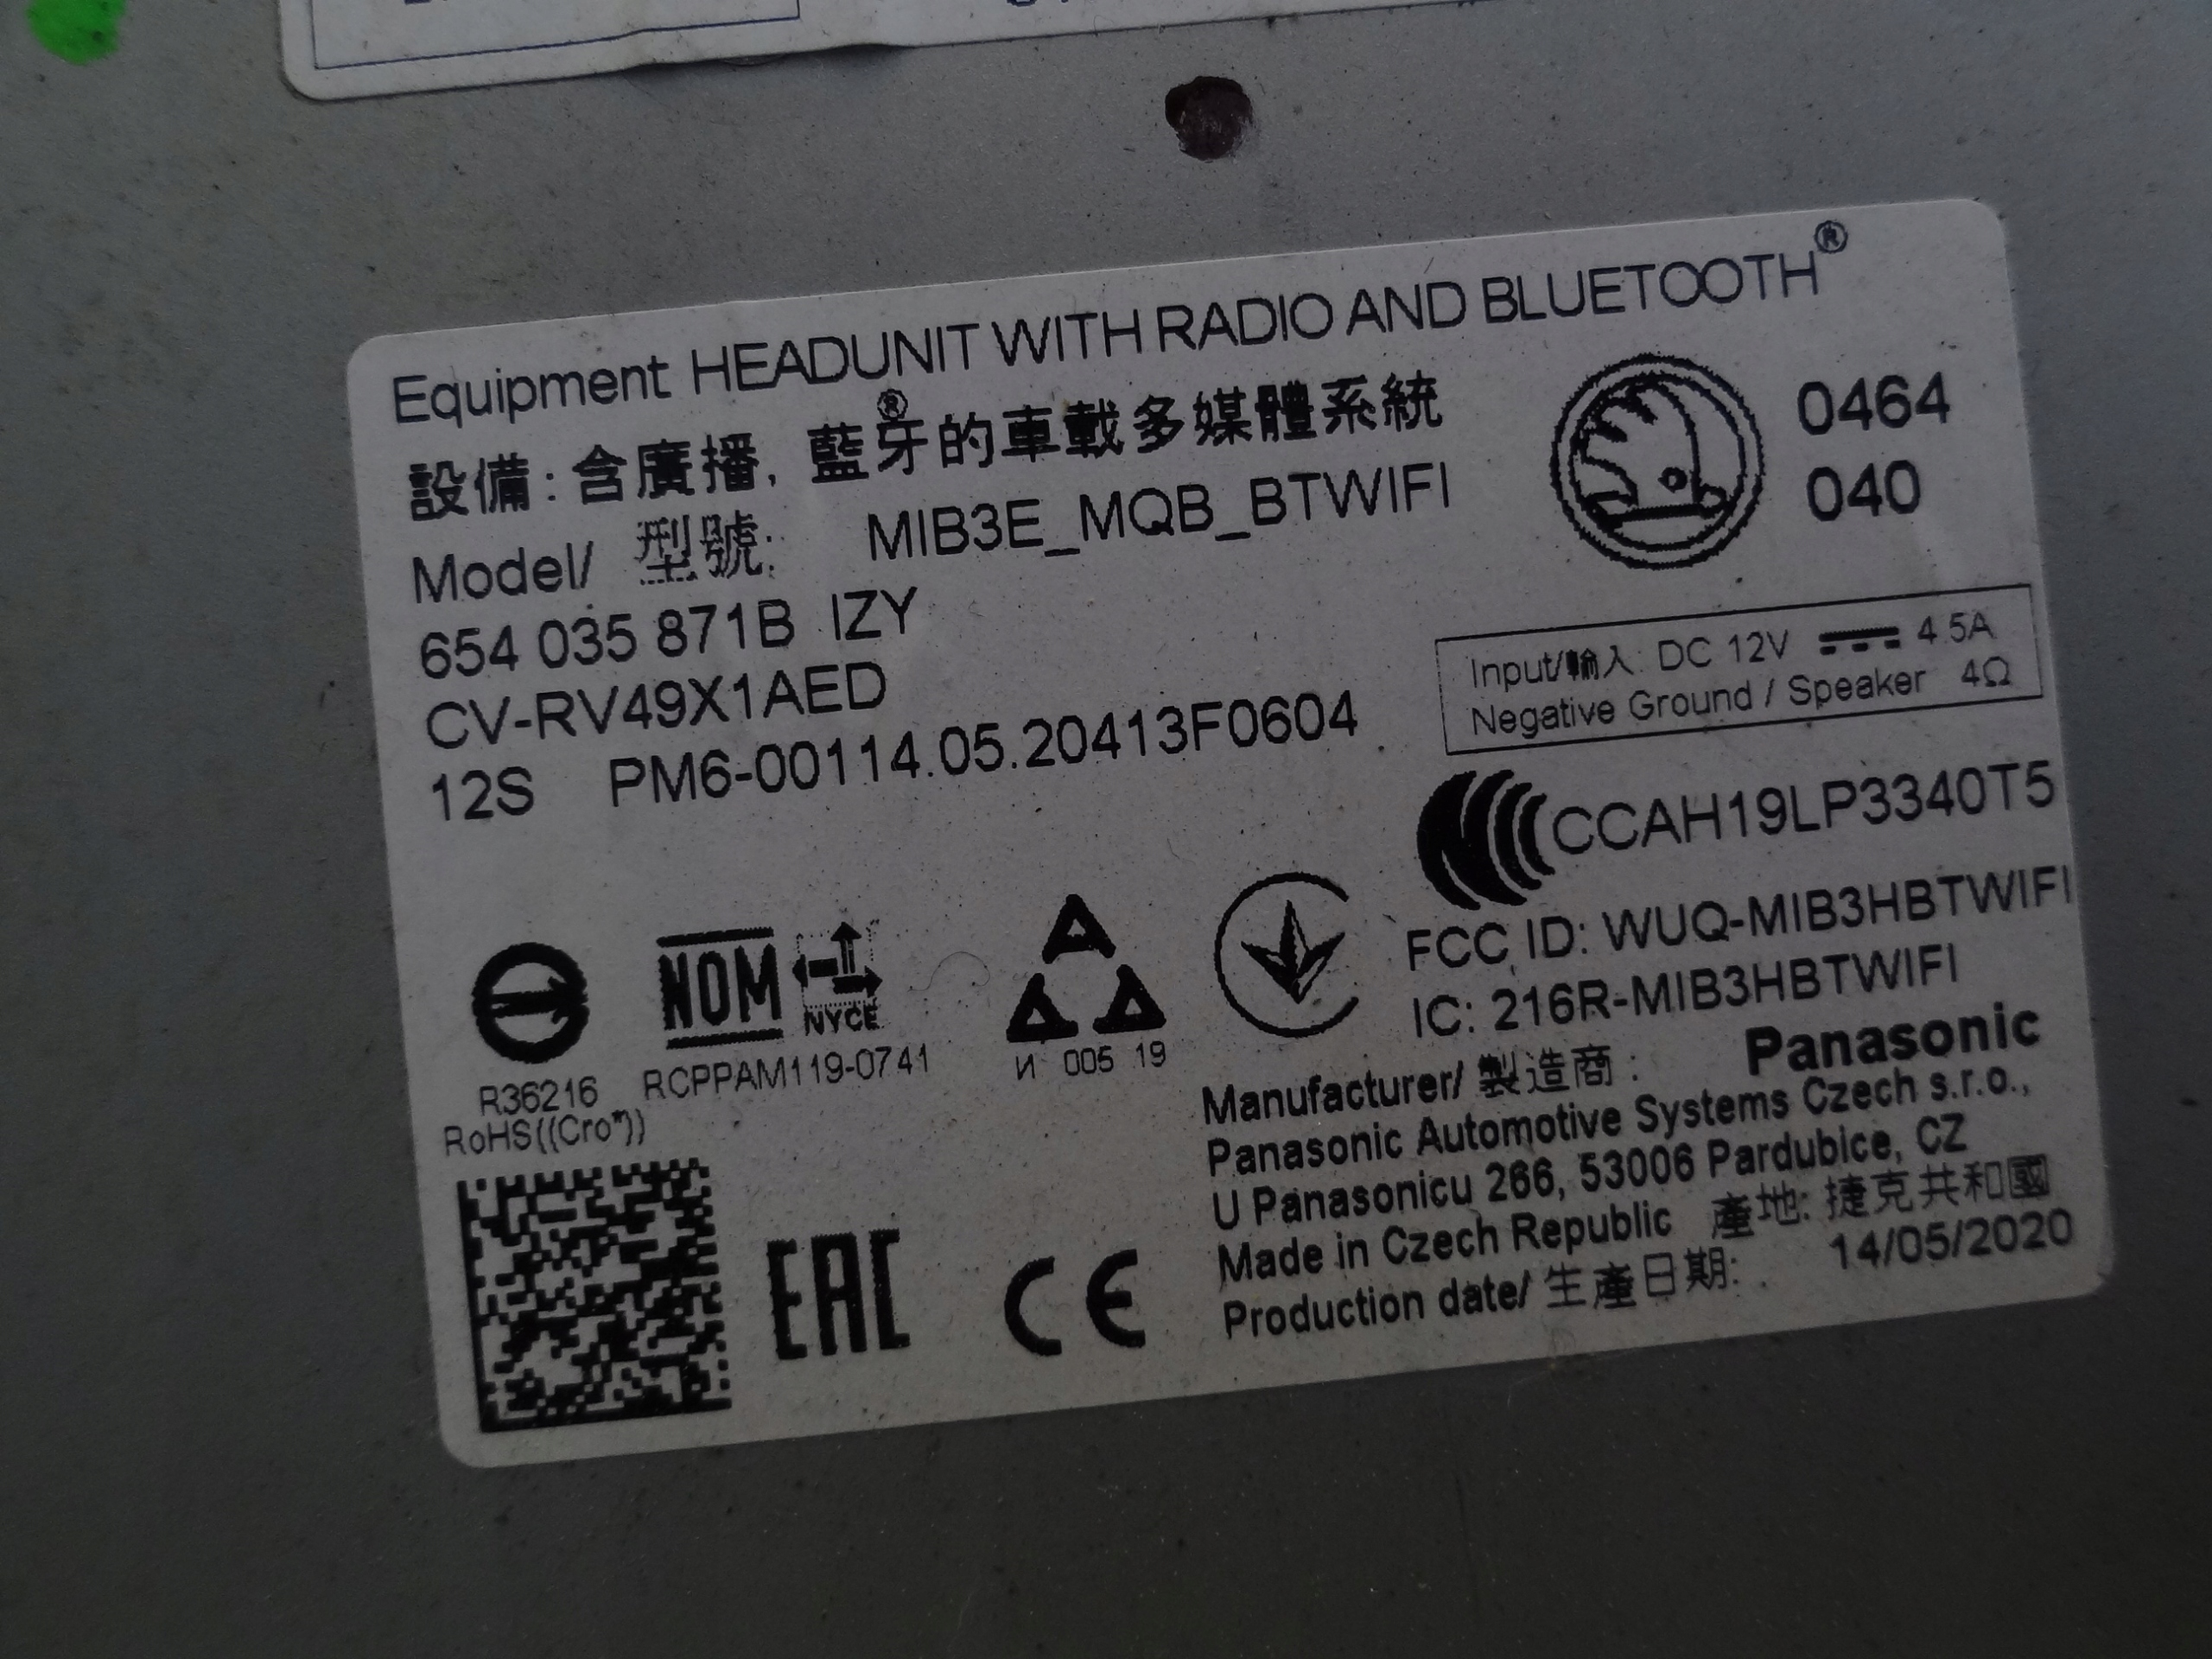 Equipment HEADUNIT WITH RADIO AND BLUETOOTH®
設備:含廣播,藍牙®的車載多媒體系統
Model/ 型號: MIB3E_MQB_BTWIFI
0464
040
654 035 871B IZY
CV-RV49X1AED
12S PM6-00114.05.20413F0604
Input/輸入: DC 12V 4.5A
Negative Ground / Speaker 4Ω
CCAH19LP3340T5
FCC ID: WUQ-MIB3HBTWIFI
IC: 216R-MIB3HBTWIFI
NOM
NYCE
R36216
RoHS((Cro*))
RCPPAM119-0741
И 005 19
Manufacturer/ 製造商: Panasonic
Panasonic Automotive Systems Czech s.r.o.,
U Panasonicu 266, 53006 Pardubice, CZ
Made in Czech Republic 產地: 捷克共和國
Production date/ 生產日期: 14/05/2020
EAC
CE